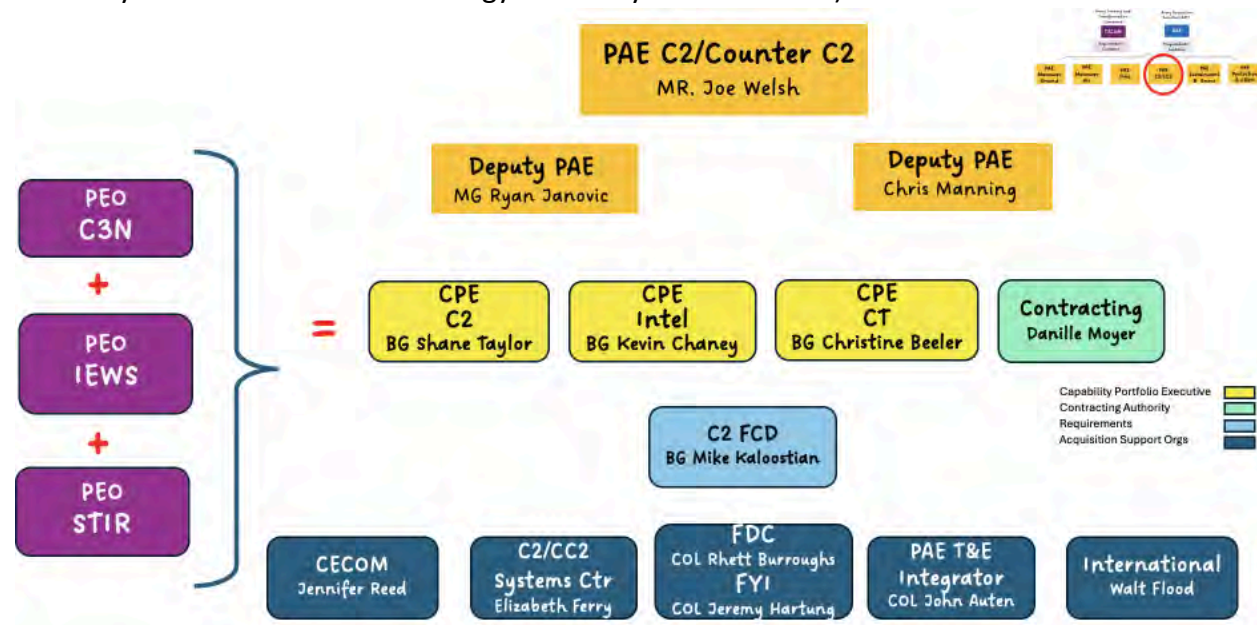 PAE C2/Counter C2
MR. Joe Welsh
Deputy PAE
MG Ryan Janovic
Deputy PAE
Chris Manning
PEO
C3N
+
PEO
IEWS
+
PEO
STIR
=
CPE
C2
BG Shane Taylor
CPE
Intel
BG Kevin Chaney
CPE
CT
BG Christine Beeler
Contracting
Danille Moyer
Capability Portfolio Executive
Contracting Authority
Requirements
Acquisition Support Orgs
C2 FCD
BG Mike Kaloostian
CECOM
Jennifer Reed
C2/CC2
Systems Ctr
Elizabeth Ferry
FDC
COL Rhett Burroughs
FYI
COL Jeremy Hartung
PAE T&E
Integrator
COL John Auten
International
Walt Flood